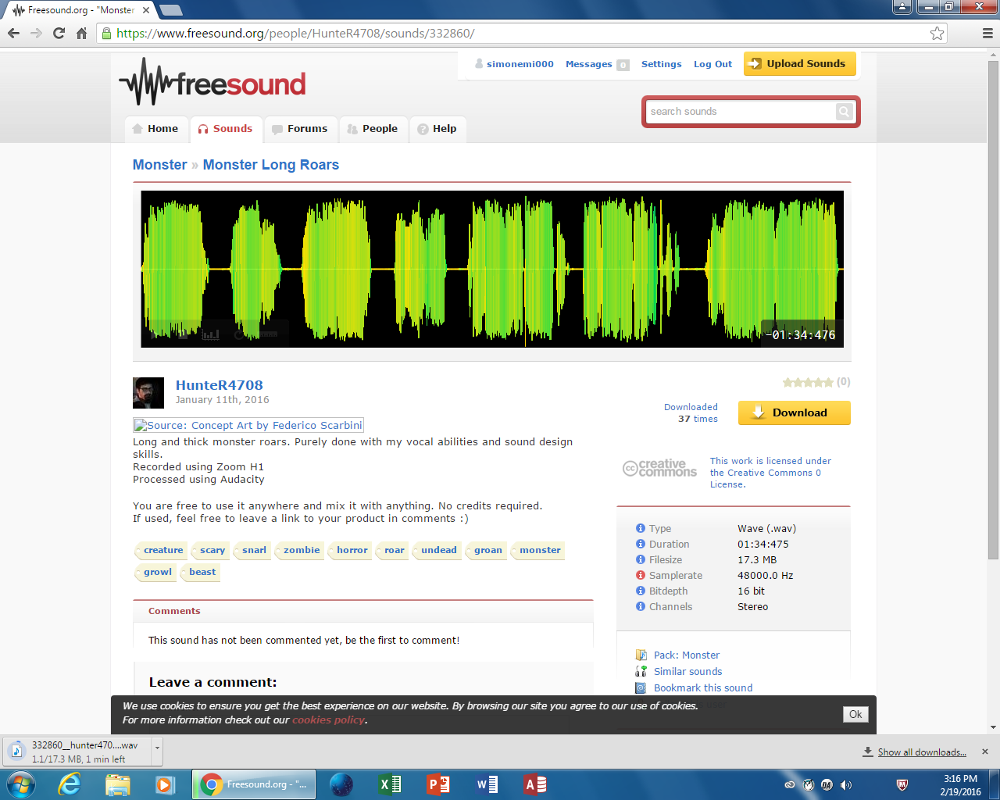 Freesound.org - "Monster
https://www.freesound.org/people/HunteR4708/sounds/332860/
simonemi000 Messages 0 Settings Log Out Upload Sounds
freesound
search sounds
Home Sounds Forums People Help
Monster » Monster Long Roars
-01:34:476
HunteR4708
January 11th, 2016
(0)
Downloaded
37 times
Download
Source: Concept Art by Federico Scarbini
Long and thick monster roars. Purely done with my vocal abilities and sound design
skills.
Recorded using Zoom H1
Processed using Audacity
You are free to use it anywhere and mix it with anything. No credits required.
If used, feel free to leave a link to your product in comments :)
cc creative
commons
This work is licensed under
the Creative Commons 0
License.
creature scary snarl zombie horror roar undead groan monster
growl beast
Type Wave (.wav)
Duration 01:34:475
Filesize 17.3 MB
Samplerate 48000.0 Hz
Bitdepth 16 bit
Channels Stereo
Comments
This sound has not been commented yet, be the first to comment!
Leave a comment:
Pack: Monster
Similar sounds
Bookmark this sound
We use cookies to ensure you get the best experience on our website. By browsing our site you agree to our use of cookies.
For more information check out our cookies policy.
Ok
332860__hunter470....wav
1.1/17.3 MB, 1 min left
Show all downloads...
Freesound.org - "...
3:16 PM
2/19/2016